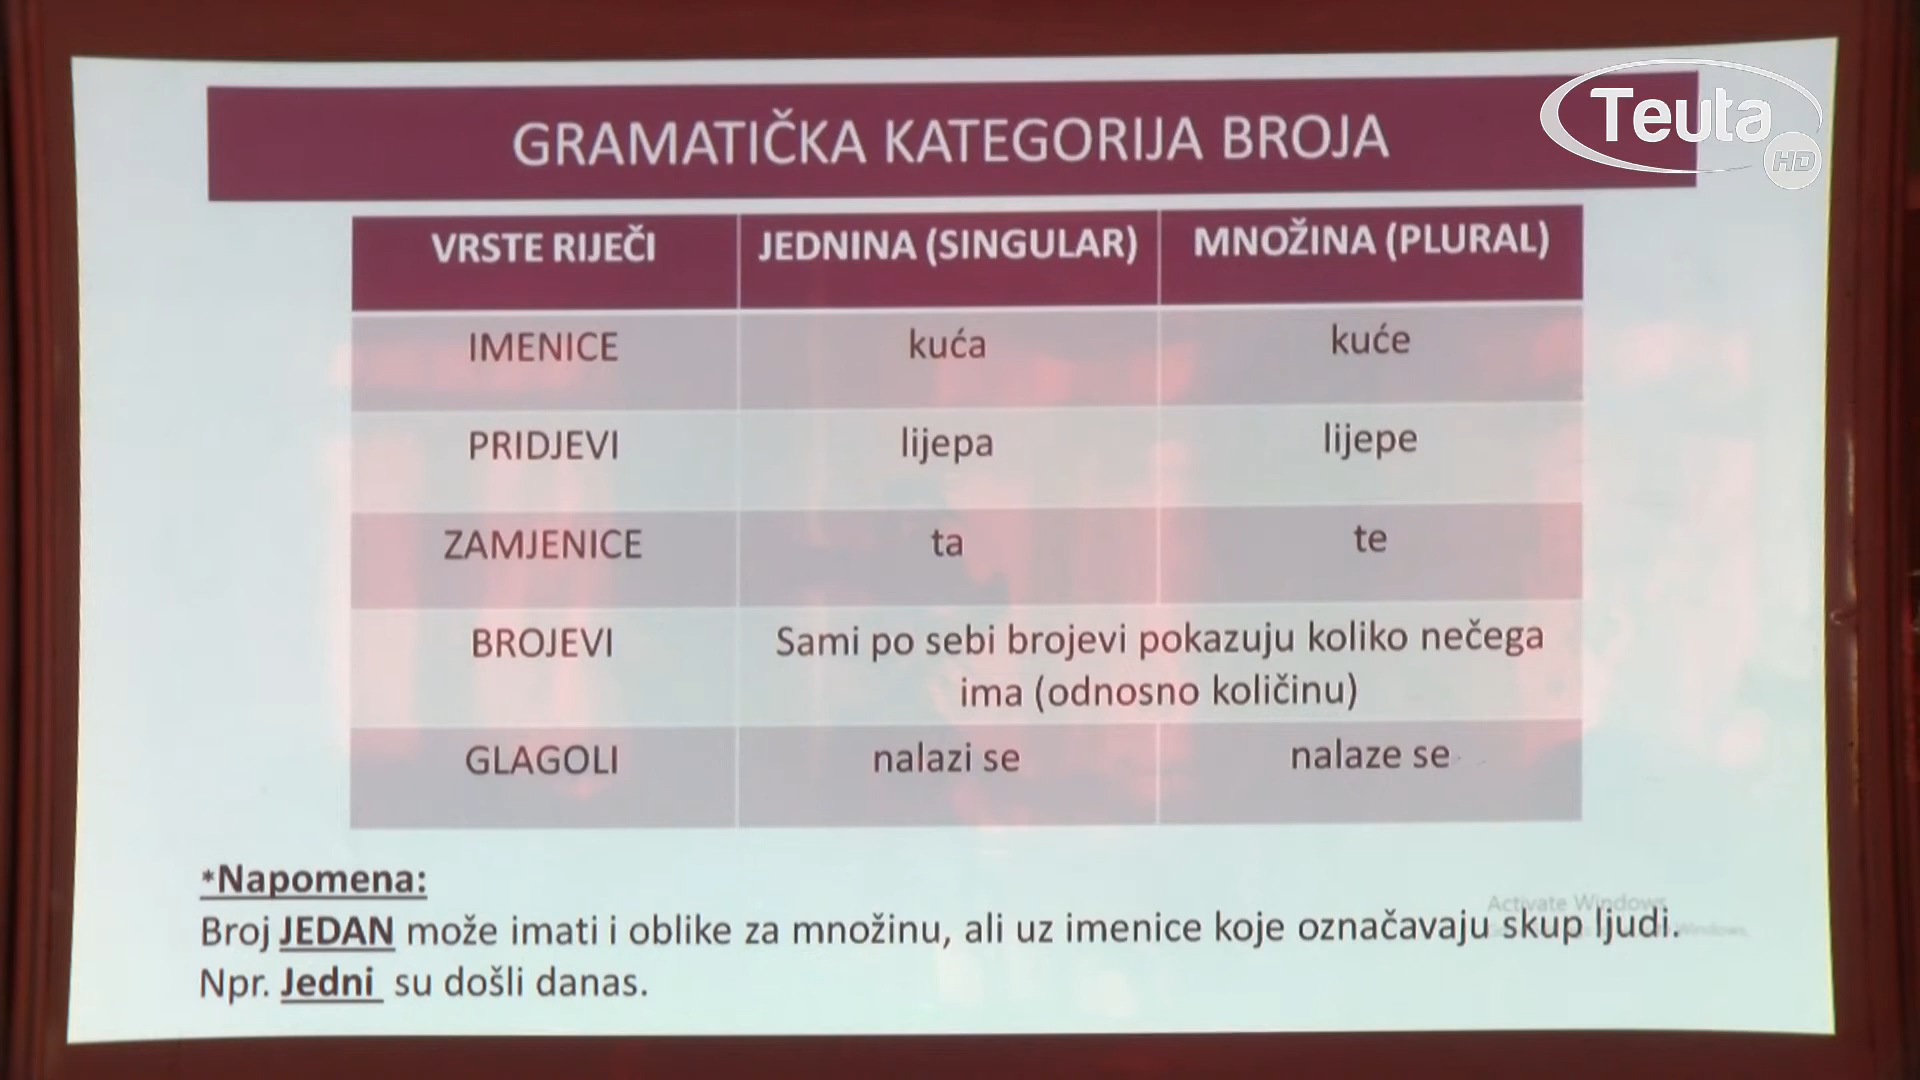 Teuta
HD
GRAMATIČKA KATEGORIJA BROJA
VRSTE RIJEČI JEDNINA (SINGULAR) MNOŽINA (PLURAL)
IMENICE kuća kuće
PRIDJEVI lijepa lijepe
ZAMJENICE ta te
BROJEVI Sami po sebi brojevi pokazuju koliko nečega
ima (odnosno količinu)
GLAGOLI nalazi se nalaze se
*Napomena:
Activate Windows
Broj JEDAN može imati i oblike za množinu, ali uz imenice koje označavaju skup ljudi.
Npr. Jedni su došli danas.